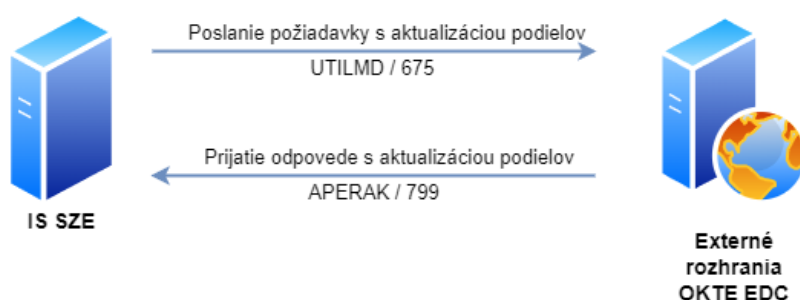 Poslanie požiadavky s aktualizáciou podielov
UTILMD / 675
Prijatie odpovede s aktualizáciou podielov
APERAK / 799
IS SZE
Externé
rozhrania
OKTE EDC